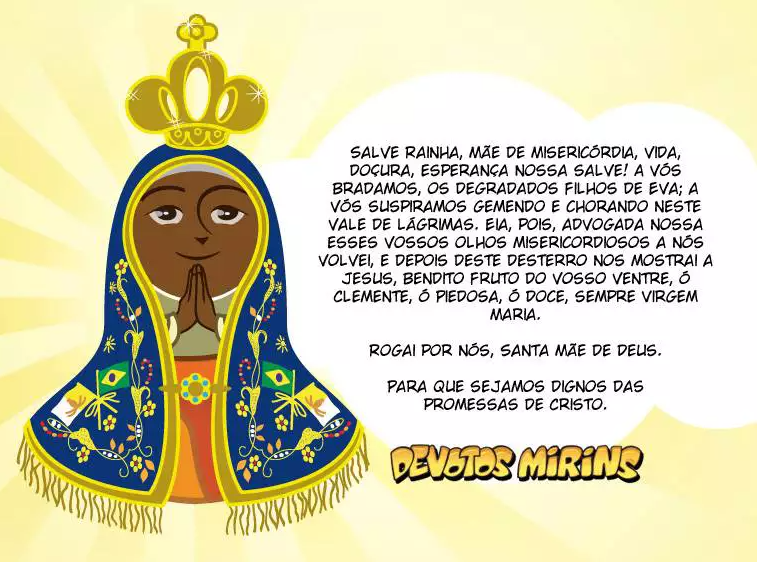 SALVE RAINHA, MÃE DE MISERICÓRDIA, VIDA,
DOÇURA, ESPERANÇA NOSSA SALVE! A VÓS
BRADAMOS, OS DEGRADADOS FILHOS DE EVA; A
VÓS SUSPIRAMOS GEMENDO E CHORANDO NESTE
VALE DE LÁGRIMAS. EIA, POIS, ADVOGADA NOSSA
ESSES VOSSOS OLHOS MISERICORDIOSOS A NÓS
VOLVEI, E DEPOIS DESTE DESTERRO NOS MOSTRAI A
JESUS, BENDITO FRUTO DO VOSSO VENTRE, Ó
CLEMENTE, Ó PIEDOSA, Ó DOCE, SEMPRE VIRGEM
MARIA.
ROGAI POR NÓS, SANTA MÃE DE DEUS.
PARA QUE SEJAMOS DIGNOS DAS
PROMESSAS DE CRISTO.
DEVOTOS MIRINS